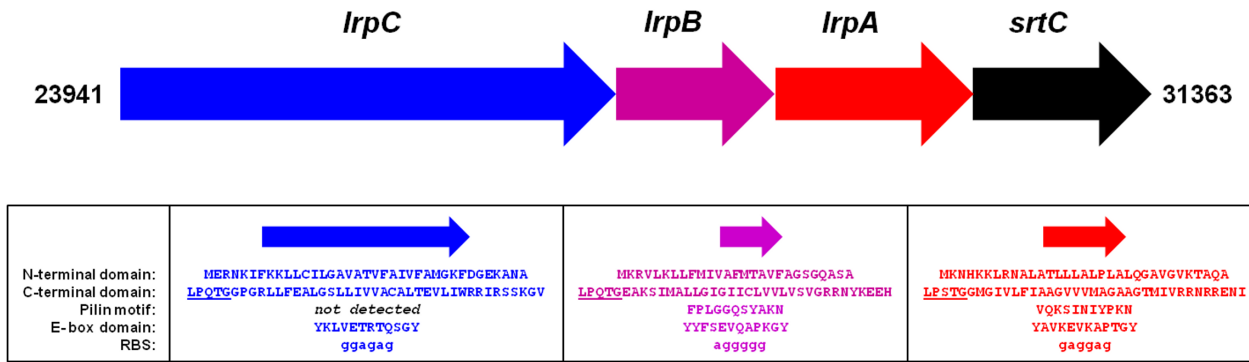 lrpC lrpB lrpA srtC
23941 31363
N-terminal domain: MERNKIFKKLLCILGAVATVFAIVFAMGKFDGEKANA MKRVLKLLFMIVAFMTAVFAGSGQASA MKNHKKLRNALATLLLALPLALQGAVGVKTAQA
C-terminal domain: LPQTGGPGRLLFEALGSLLIVVACALTEVLIWRRIRSSKGV LPQTGEAKSIMALLGIGIICLVVLVSVGRRNYKEEH LPSTGGMGIVLFIAAGVVVMAGAAGTMIVRRNRRENI
Pilin motif: not detected FPLGGQSYAKN VQKSINIYPKN
E-box domain: YKLVETRTQSGY YYFSEVQAPKGY YAVKEVKAPTGY
RBS: ggagag aggggg gaggag